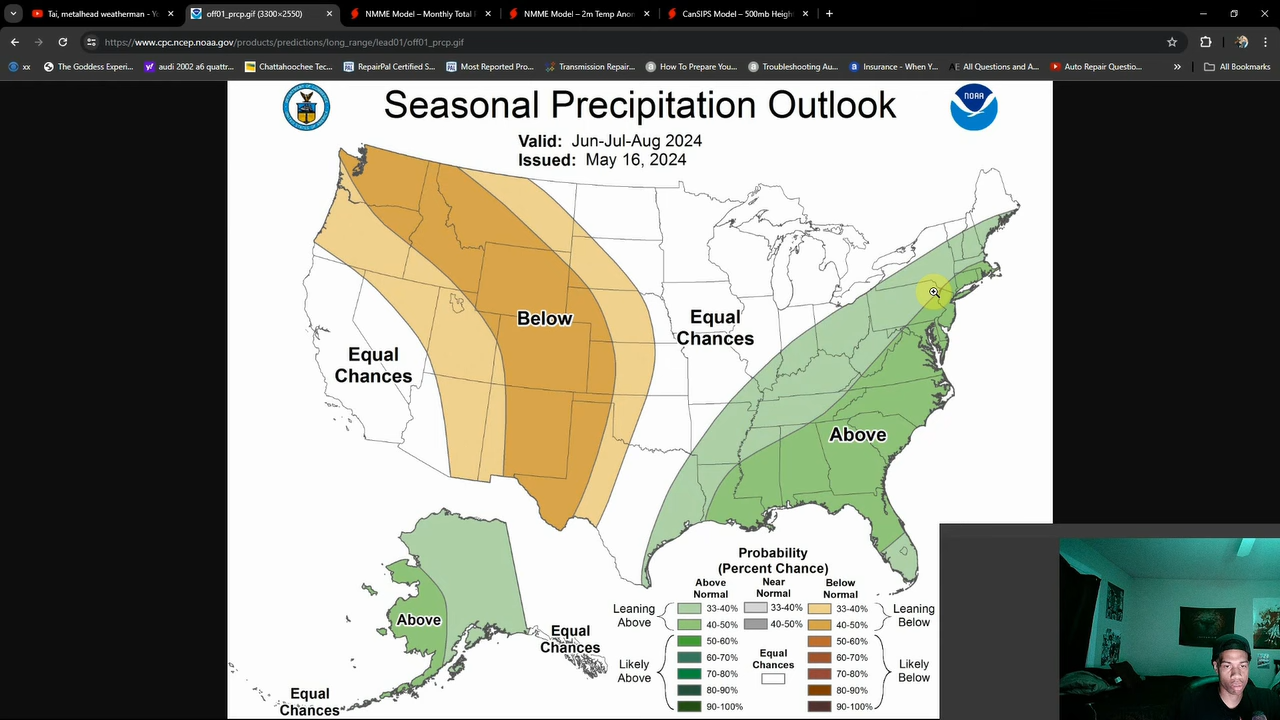 Tai, metalhead weatherman - Yo
off01_prcp.gif (3300×2550)
NMME Model – Monthly Total
NMME Model – 2m Temp Ano
CanSIPS Model – 500mb Heigh
https://www.cpc.ncep.noaa.gov/products/predictions/long_range/lead01/off01_prcp.gif
xx
The Goddess Experi...
audi 2002 a6 quattr...
Chattahoochee Tec...
RepairPal Certified S...
Most Reported Pro...
Transmission Repair...
How To Prepare You...
Troubleshooting Au...
Insurance - When Y...
All Questions and A...
Auto Repair Questio...
All Bookmarks
Seasonal Precipitation Outlook
NOAA
Valid: Jun-Jul-Aug 2024
Issued: May 16, 2024
Below
Equal
Chances
Equal
Chances
Above
Above
Equal
Chances
Equal
Chances
Probability
(Percent Chance)
Above
Normal
Near
Normal
Below
Normal
Leaning
Above
33-40%
33-40%
33-40%
Leaning
Below
40-50%
40-50%
40-50%
50-60%
50-60%
Likely
Above
60-70%
Equal
Chances
60-70%
Likely
Below
70-80%
70-80%
80-90%
80-90%
90-100%
90-100%